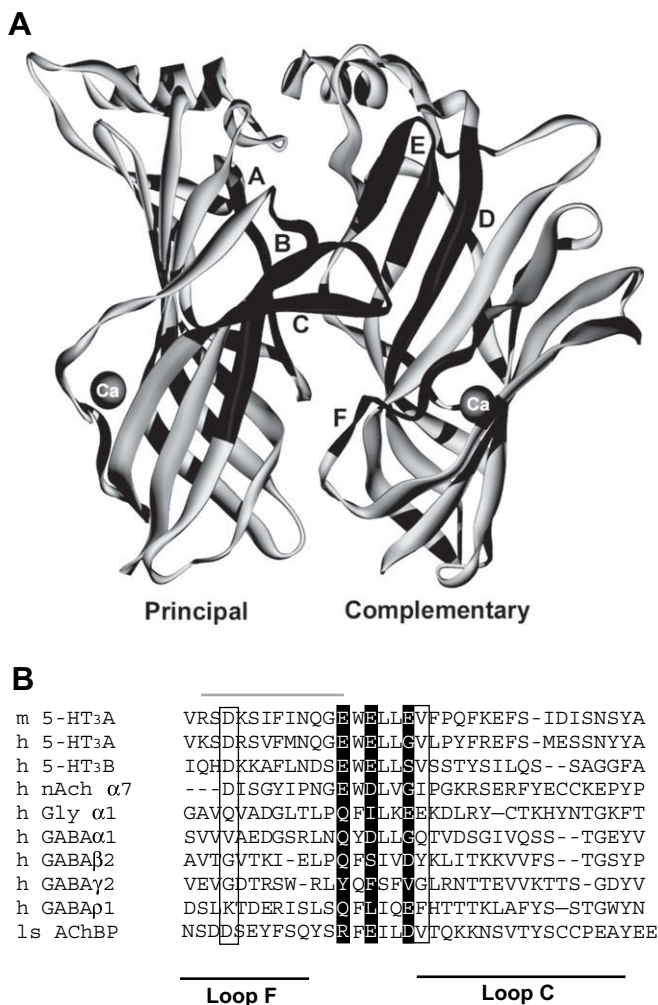 A
A
E
B
D
C
Ca
F
Ca
Principal Complementary
B
m 5-HT3A VRSDKSIFINQGEWELLEVFPQFKEFS-IDISNSYA
h 5-HT3A VKSDRSVFMNQGEWELLGVLPYFREFS-MESSNYYA
h 5-HT3B IQHDKKAFLNDSEWELLSVSSTYSILQS--SAGGFA
h nAch α7 ---DISGYIPNGEWDLVGIPGKRSERFYECCKEPYP
h Gly α1 GAVQVADGLTLPQFILKEEKDLRY–CTKHYNTGKFT
h GABAα1 SVVVAEDGSRLNQYDLLGQTVDSGIVQSS--TGEYV
h GABAβ2 AVTGVTKI-ELPQFSIVDYKLITKKVVFS--TGSYP
h GABAγ2 VEVGDTRSW-RLYQFSFVGLRNTTEVVKTTS-GDYV
h GABAρ1 DSLKTDERISLSQFLIQEFHTTTKLAFYS–STGWYN
ls AChBP NSDDSEYFSQYSRFEILDVTQKKNSVTYSCCPEAYEE
Loop F Loop C